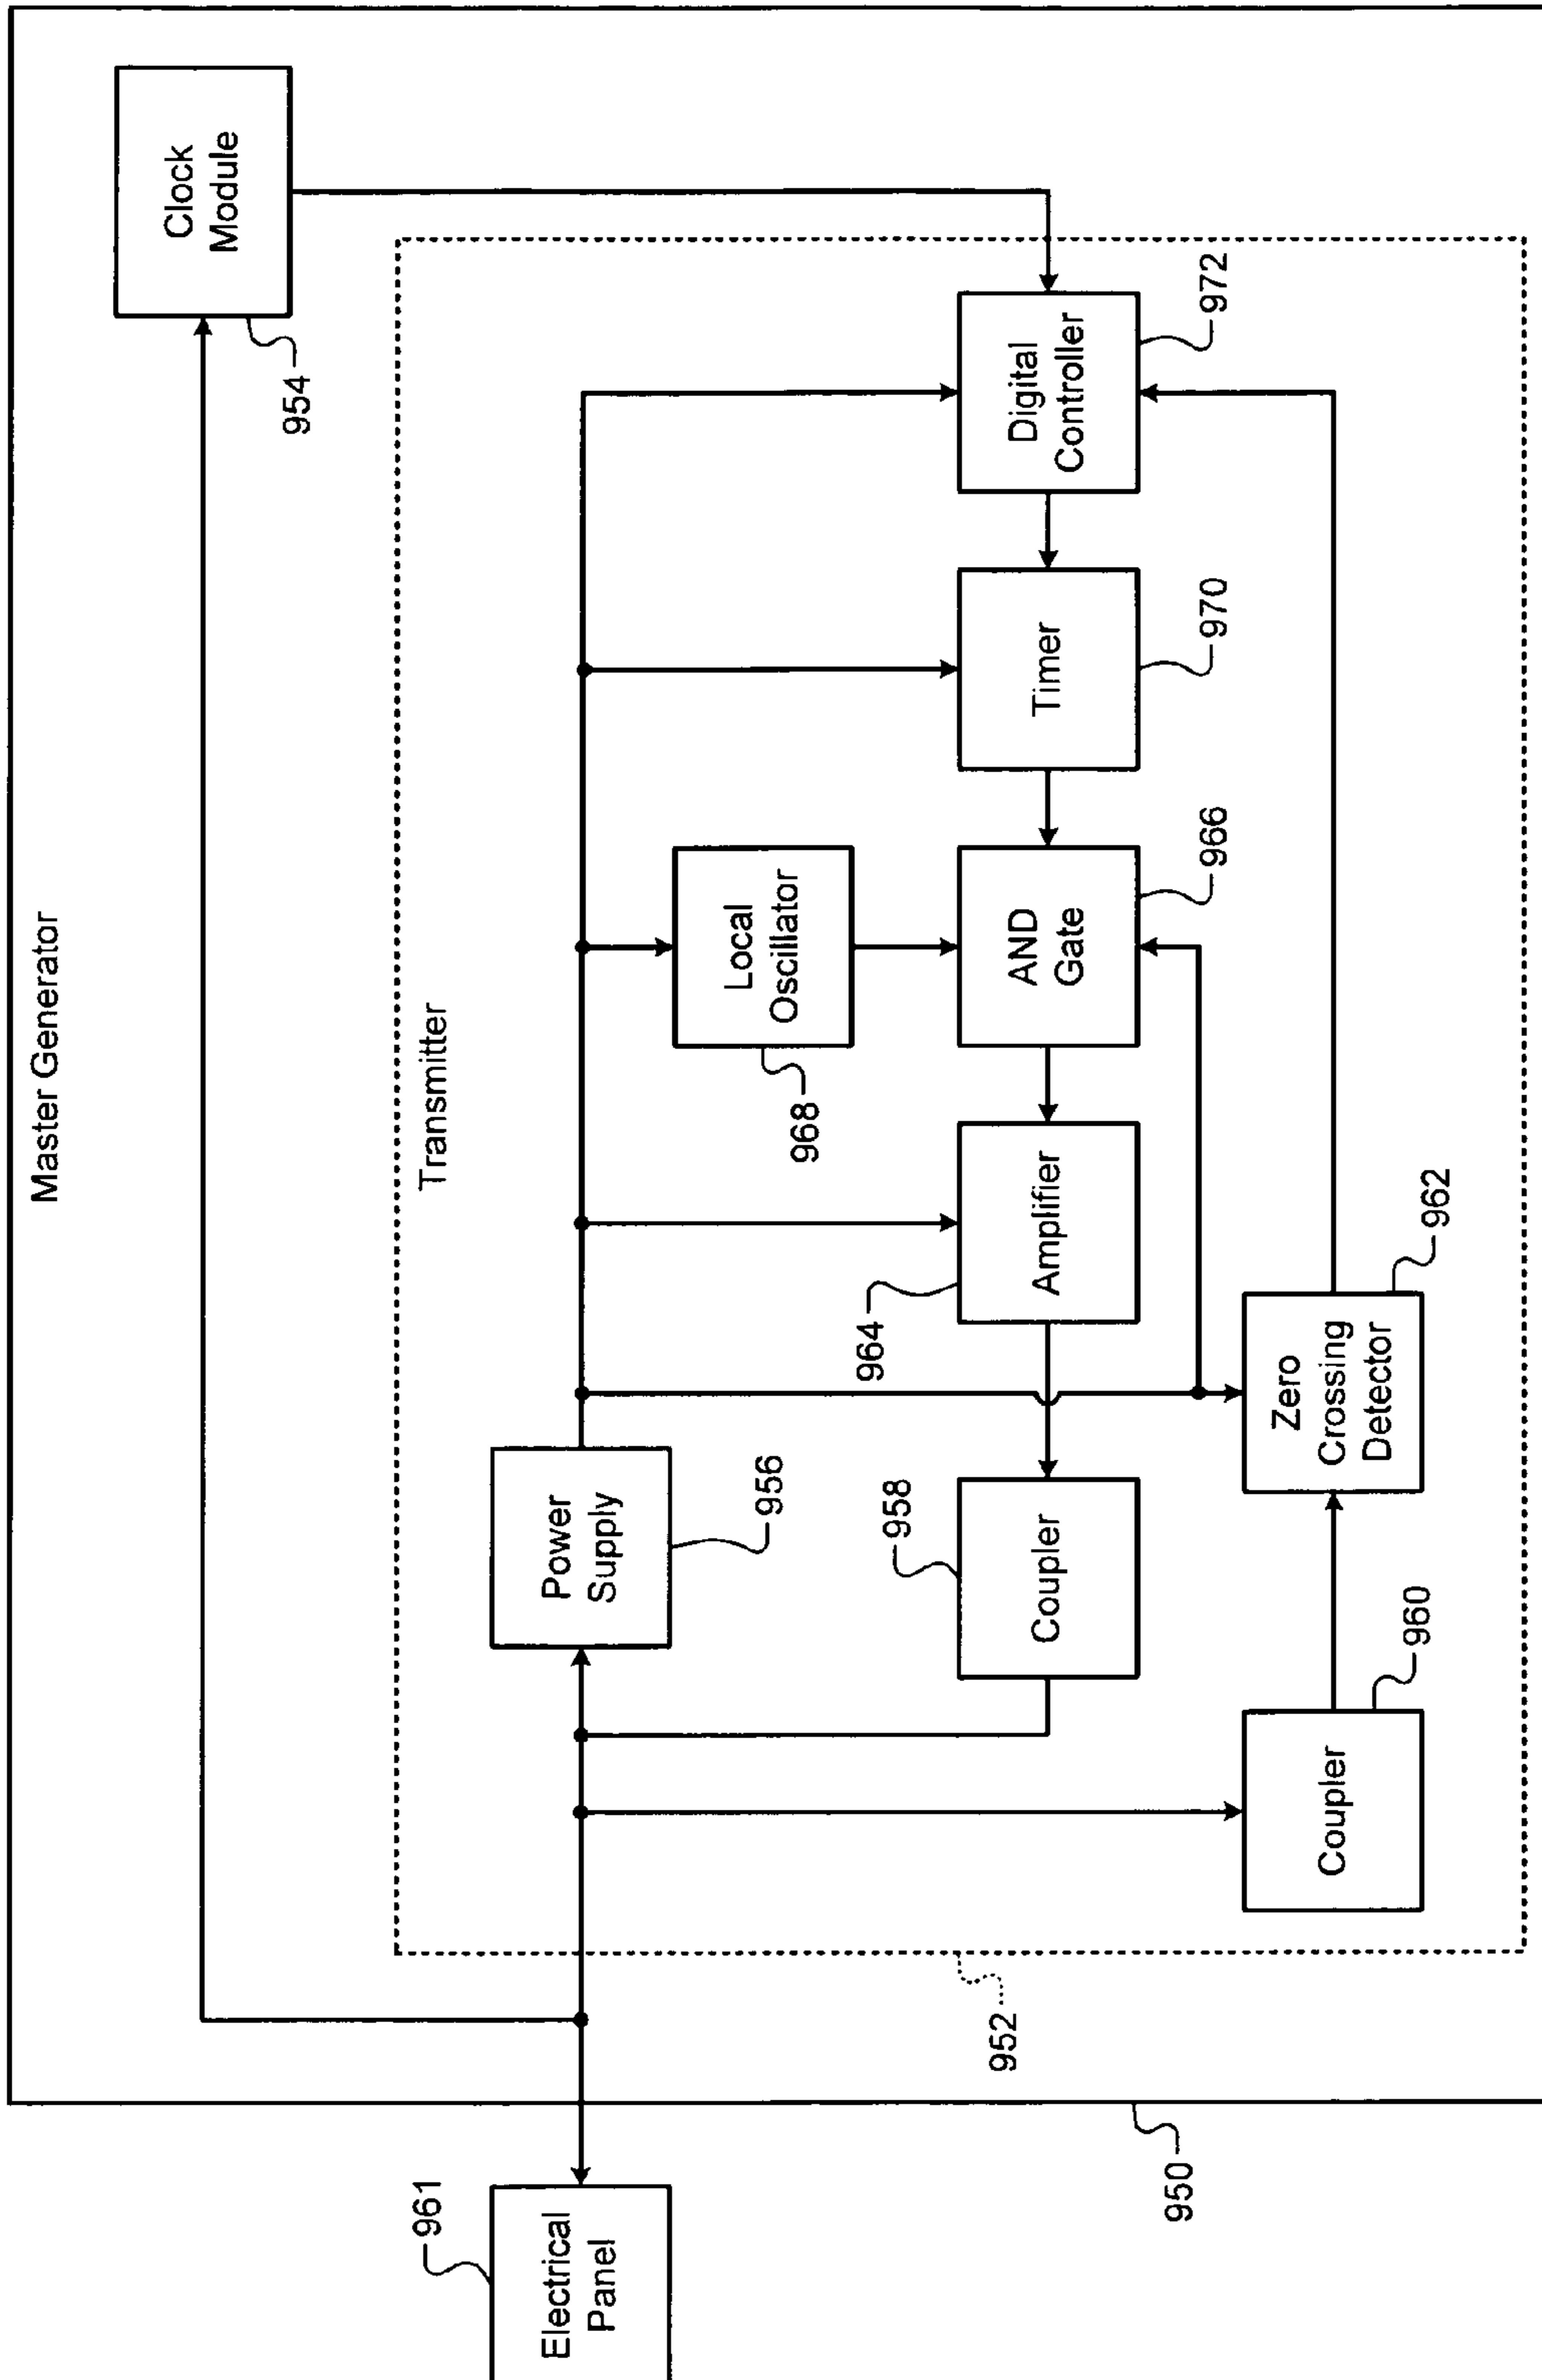 Master Generator
Clock
Module
954
Transmitter
Power
Supply
956
Local
Oscillator
968
Electrical
Panel
961
Coupler
958
Amplifier
964
AND
Gate
966
Timer
970
Digital
Controller
972
Coupler
960
Zero
Crossing
Detector
962
952
950